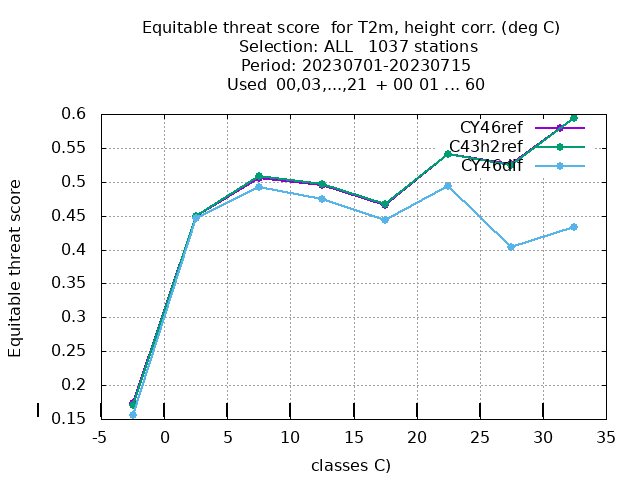 Equitable threat score  for T2m, height corr. (deg C)
Selection: ALL   1037 stations
Period: 20230701-20230715
Used  00,03,...,21  + 00 01 ... 60
Equitable threat score
0.6
0.55
0.5
0.45
0.4
0.35
0.3
0.25
0.2
0.15
CY46ref
C43h2ref
CY46dlf
-5 0 5 10 15 20 25 30 35
classes C)